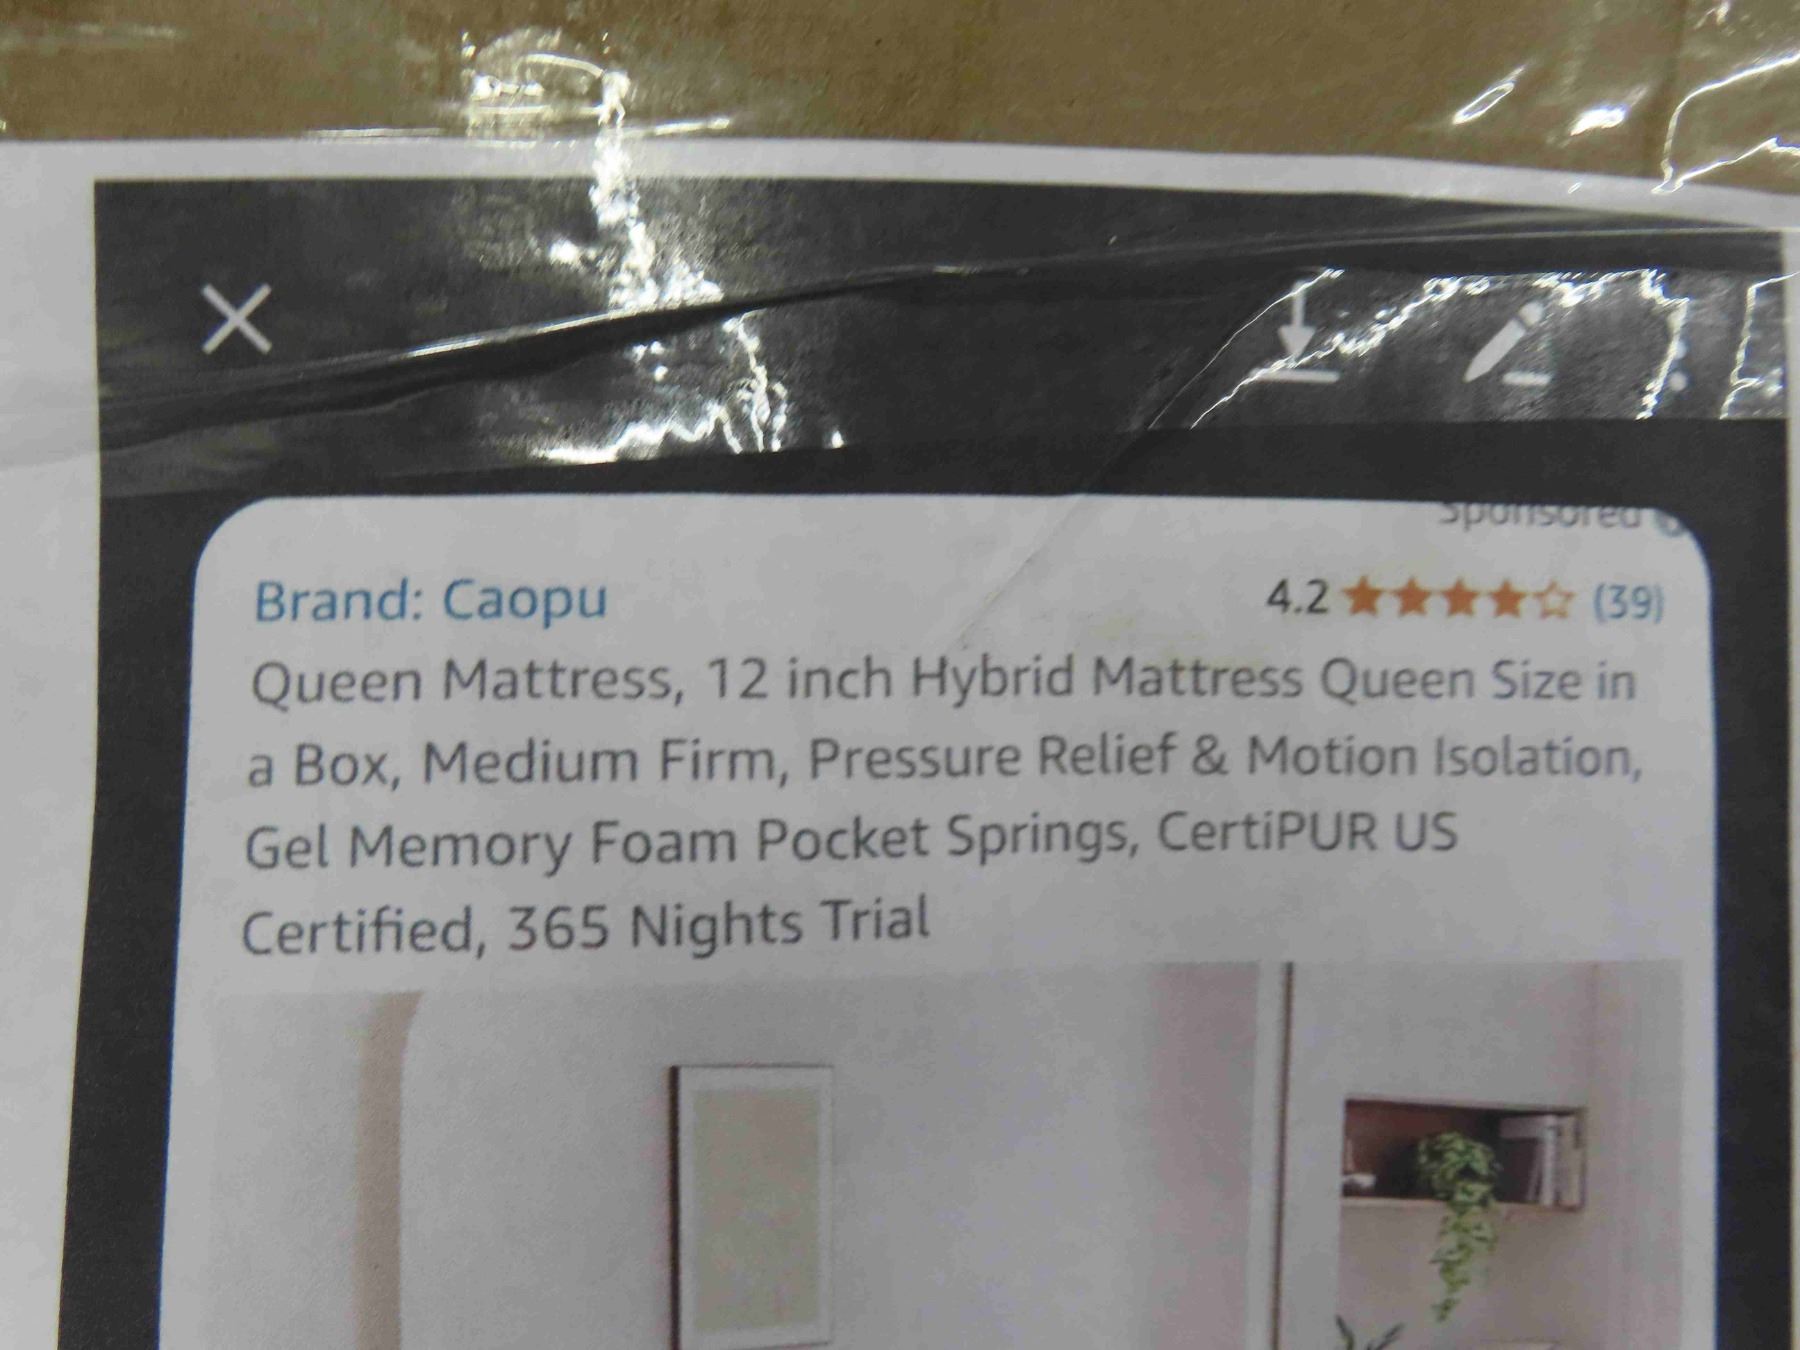 Sponsored
Brand: Caopu 4.2 (39)
Queen Mattress, 12 inch Hybrid Mattress Queen Size in
a Box, Medium Firm, Pressure Relief & Motion Isolation,
Gel Memory Foam Pocket Springs, CertiPUR US
Certified, 365 Nights Trial